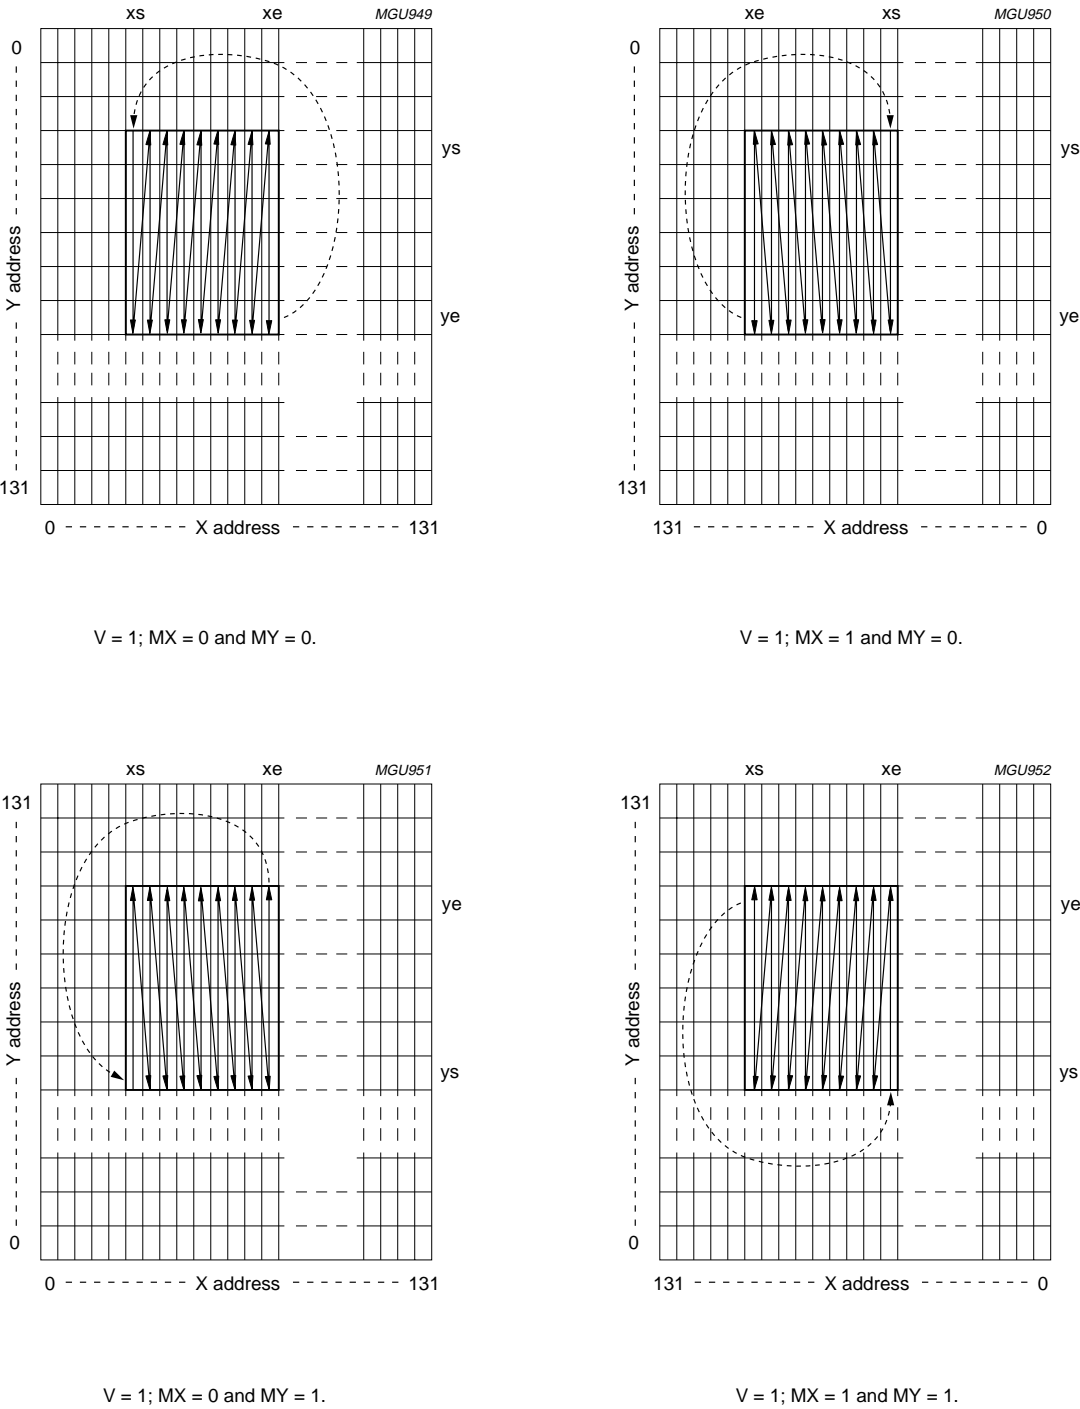 xs xe MGU949
0
ys
Y address
ye
131
0 X address 131
V = 1; MX = 0 and MY = 0.
xe xs MGU950
0
ys
Y address
ye
131
131 X address 0
V = 1; MX = 1 and MY = 0.
xs xe MGU951
131
ye
Y address
ys
0
0 X address 131
V = 1; MX = 0 and MY = 1.
xs xe MGU952
131
ye
Y address
ys
0
131 X address 0
V = 1; MX = 1 and MY = 1.